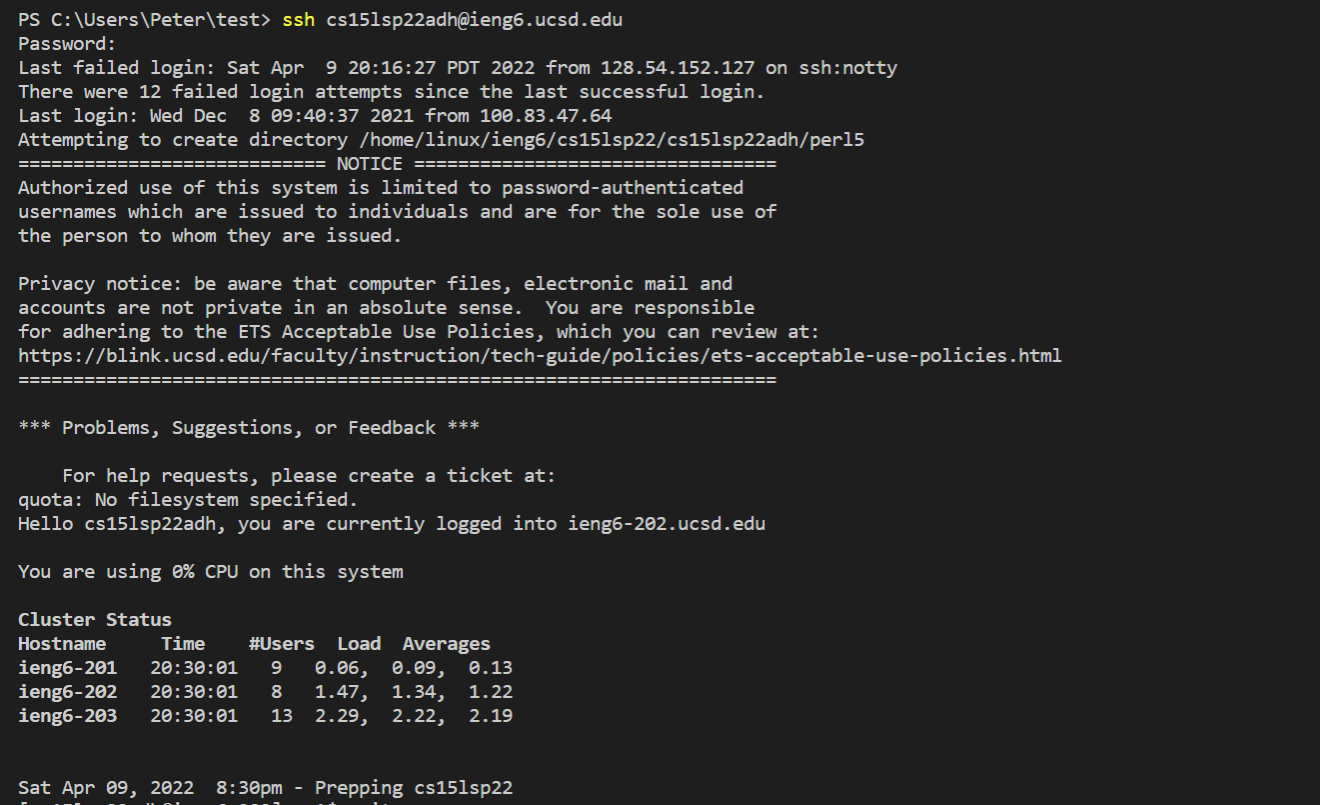 PS C:\Users\Peter\test> ssh cs15lsp22adh@ieng6.ucsd.edu
Password:
Last failed login: Sat Apr  9 20:16:27 PDT 2022 from 128.54.152.127 on ssh:notty
There were 12 failed login attempts since the last successful login.
Last login: Wed Dec  8 09:40:37 2021 from 100.83.47.64
Attempting to create directory /home/linux/ieng6/cs15lsp22/cs15lsp22adh/perl5
============================ NOTICE =================================
Authorized use of this system is limited to password-authenticated
usernames which are issued to individuals and are for the sole use of
the person to whom they are issued.

Privacy notice: be aware that computer files, electronic mail and
accounts are not private in an absolute sense.  You are responsible
for adhering to the ETS Acceptable Use Policies, which you can review at:
https://blink.ucsd.edu/faculty/instruction/tech-guide/policies/ets-acceptable-use-policies.html
=====================================================================

*** Problems, Suggestions, or Feedback ***

    For help requests, please create a ticket at:
quota: No filesystem specified.
Hello cs15lsp22adh, you are currently logged into ieng6-202.ucsd.edu

You are using 0% CPU on this system

Cluster Status
Hostname     Time    #Users  Load  Averages
ieng6-201   20:30:01   9   0.06,  0.09,  0.13
ieng6-202   20:30:01   8   1.47,  1.34,  1.22
ieng6-203   20:30:01   13  2.29,  2.22,  2.19


Sat Apr 09, 2022  8:30pm - Prepping cs15lsp22